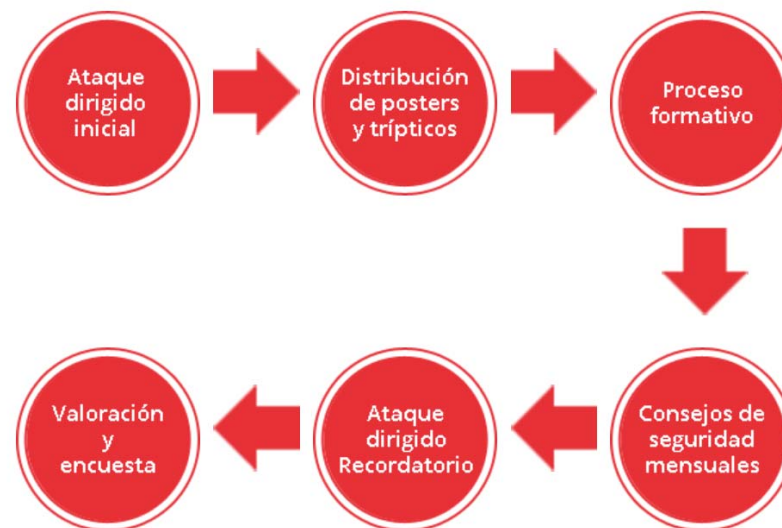 Ataque
dirigido
inicial
Distribución
de posters
y trípticos
Proceso
formativo
Consejos de
seguridad
mensuales
Ataque
dirigido
Recordatorio
Valoración
y
encuesta